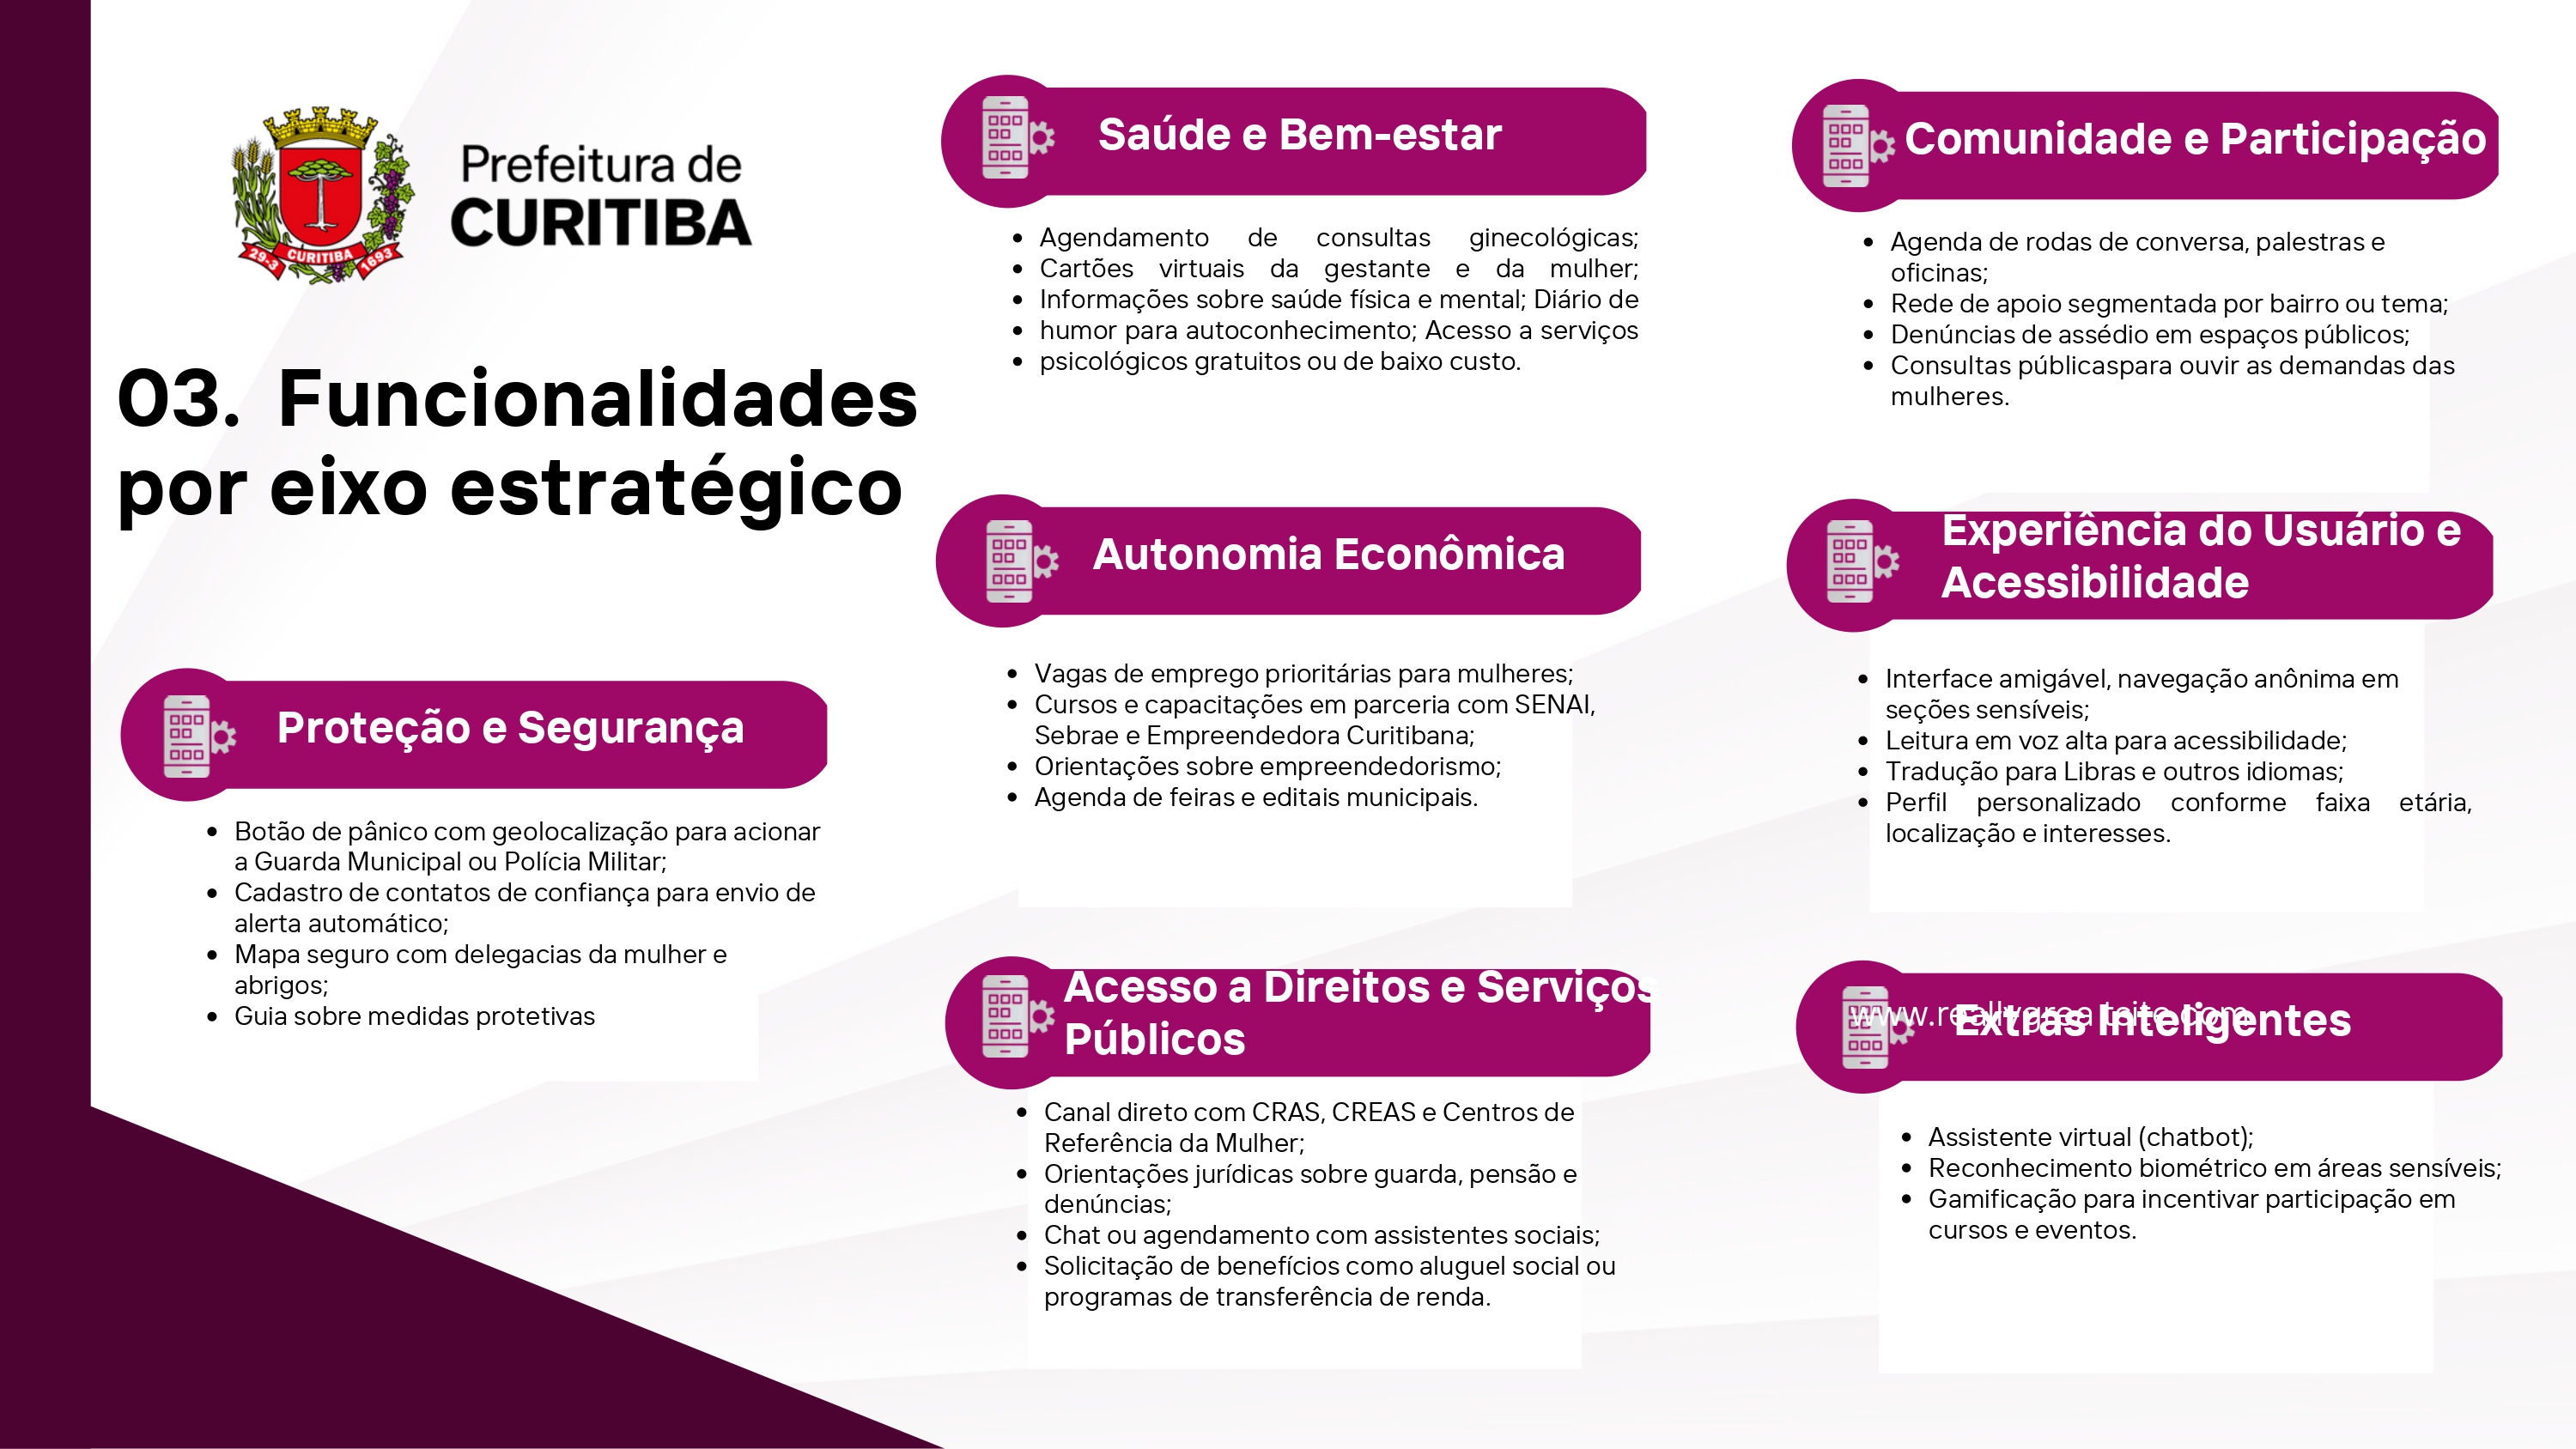 Prefeitura de
CURITIBA
29-3 CURITIBA 1693
03. Funcionalidades
por eixo estratégico
Proteção e Segurança
• Botão de pânico com geolocalização para acionar
a Guarda Municipal ou Polícia Militar;
• Cadastro de contatos de confiança para envio de
alerta automático;
• Mapa seguro com delegacias da mulher e
abrigos;
• Guia sobre medidas protetivas
Saúde e Bem-estar
• Agendamento de consultas ginecológicas;
• Cartões virtuais da gestante e da mulher;
• Informações sobre saúde física e mental; Diário de
• humor para autoconhecimento; Acesso a serviços
• psicológicos gratuitos ou de baixo custo.
Autonomia Econômica
• Vagas de emprego prioritárias para mulheres;
• Cursos e capacitações em parceria com SENAI,
Sebrae e Empreendedora Curitibana;
• Orientações sobre empreendedorismo;
• Agenda de feiras e editais municipais.
Acesso a Direitos e Serviços
Públicos
• Canal direto com CRAS, CREAS e Centros de
Referência da Mulher;
• Orientações jurídicas sobre guarda, pensão e
denúncias;
• Chat ou agendamento com assistentes sociais;
• Solicitação de benefícios como aluguel social ou
programas de transferência de renda.
Comunidade e Participação
• Agenda de rodas de conversa, palestras e
oficinas;
• Rede de apoio segmentada por bairro ou tema;
• Denúncias de assédio em espaços públicos;
• Consultas públicaspara ouvir as demandas das
mulheres.
Experiência do Usuário e
Acessibilidade
• Interface amigável, navegação anônima em
seções sensíveis;
• Leitura em voz alta para acessibilidade;
• Tradução para Libras e outros idiomas;
• Perfil personalizado conforme faixa etária,
localização e interesses.
www.reallygreatsite.com
Extras Inteligentes
• Assistente virtual (chatbot);
• Reconhecimento biométrico em áreas sensíveis;
• Gamificação para incentivar participação em
cursos e eventos.